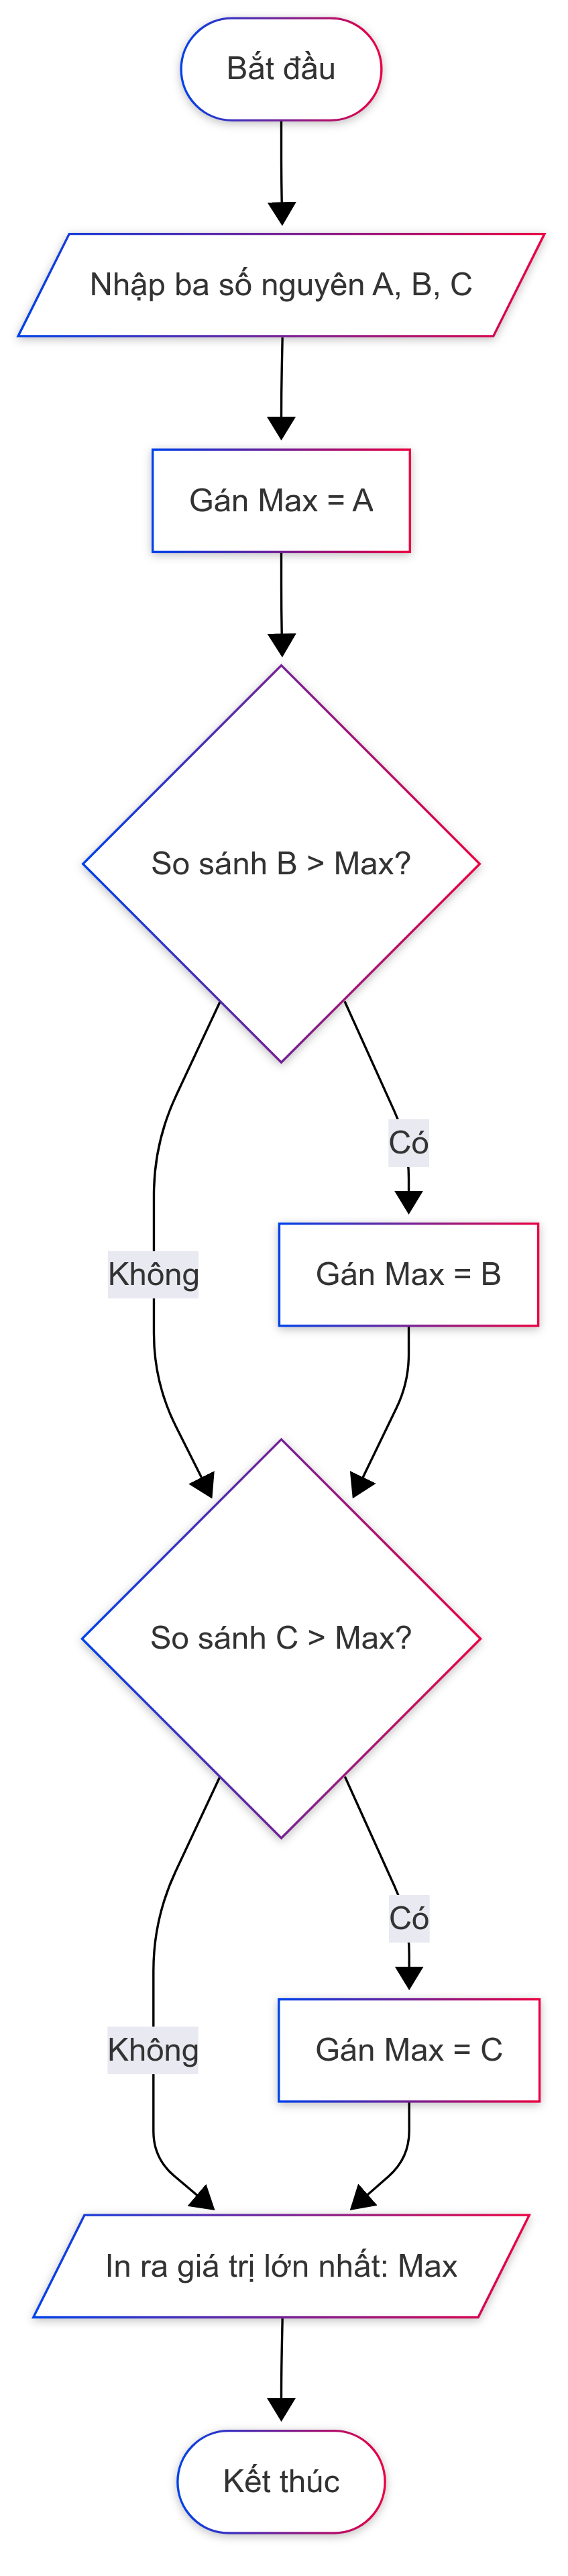 Bắt đầu
Nhập ba số nguyên A, B, C
Gán Max = A
So sánh B > Max?
Có
Không
Gán Max = B
So sánh C > Max?
Có
Không
Gán Max = C
In ra giá trị lớn nhất: Max
Kết thúc